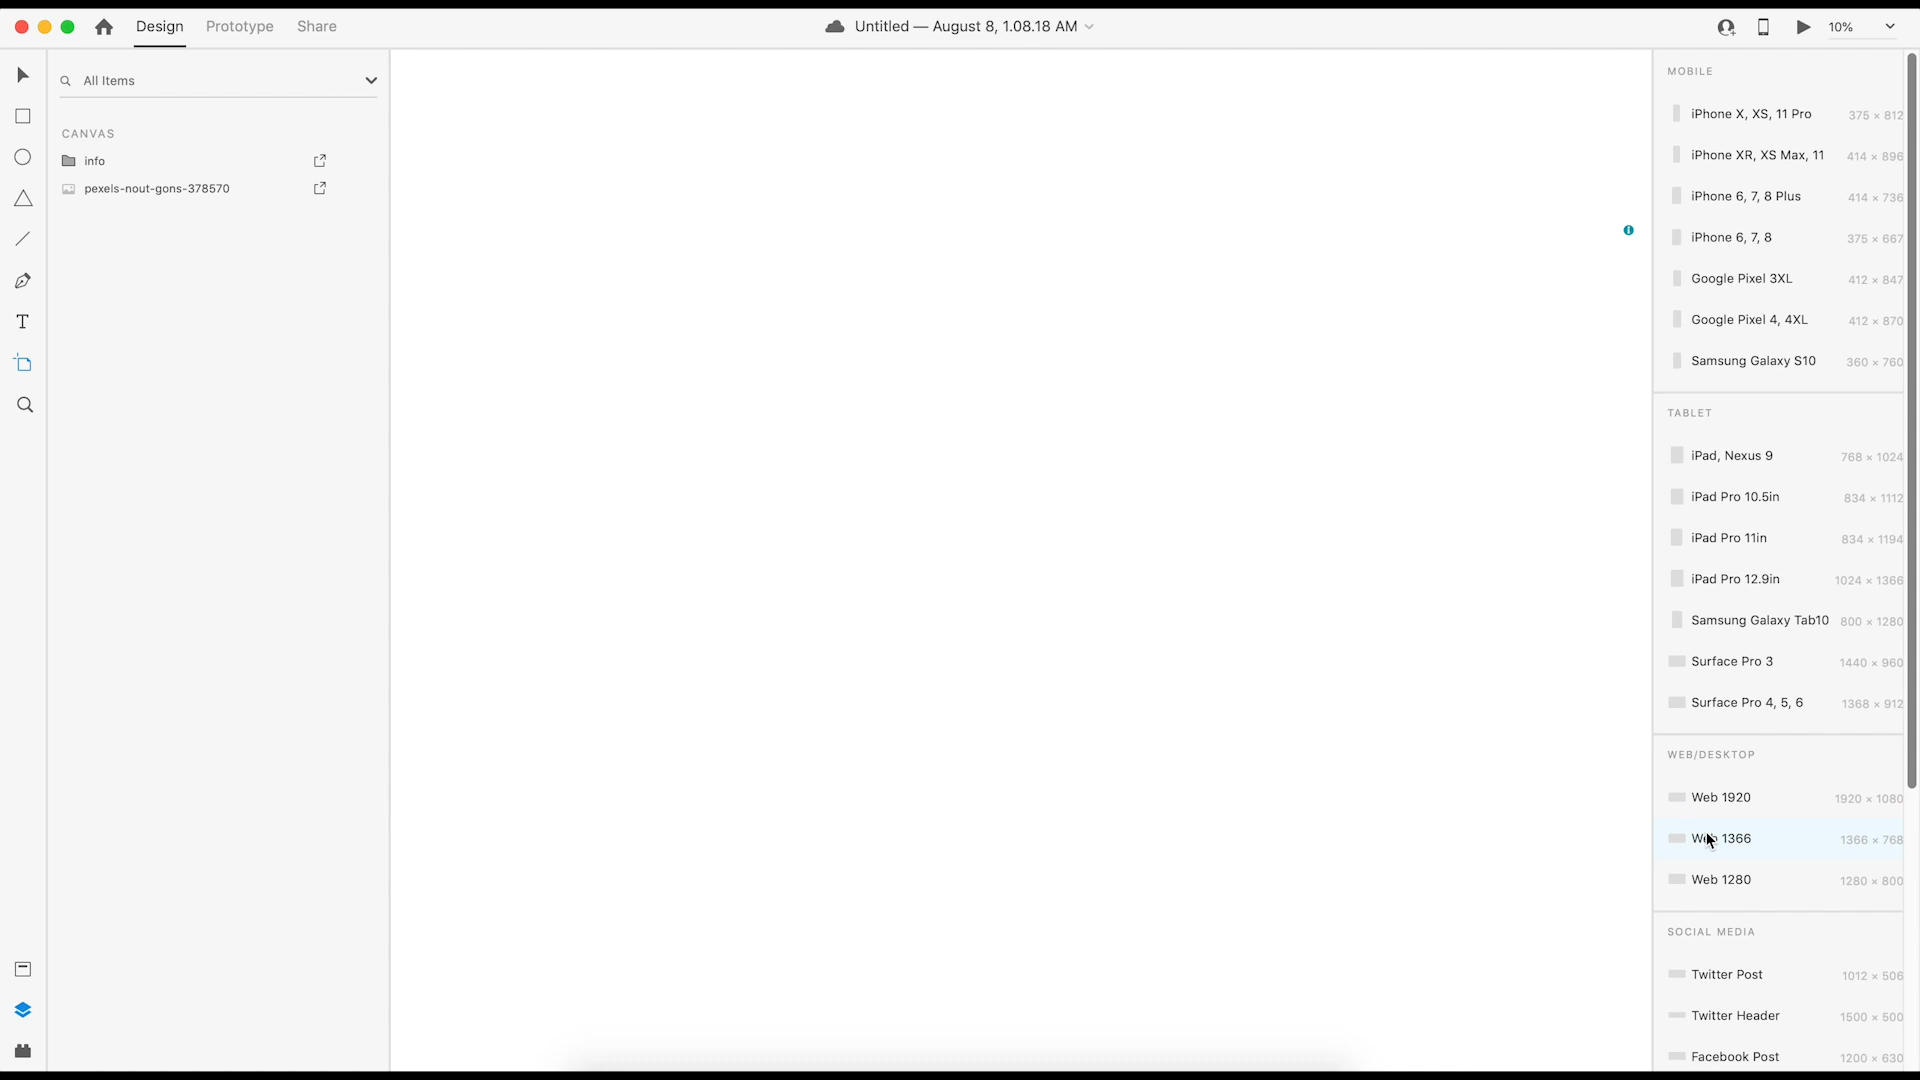 Design Prototype Share
Untitled — August 8, 1.08.18 AM
10%
All Items
CANVAS
info
pexels-nout-gons-378570
T
MOBILE
iPhone X, XS, 11 Pro 375 × 812
iPhone XR, XS Max, 11 414 × 896
iPhone 6, 7, 8 Plus 414 × 736
iPhone 6, 7, 8 375 × 667
Google Pixel 3XL 412 × 847
Google Pixel 4, 4XL 412 × 870
Samsung Galaxy S10 360 × 760
TABLET
iPad, Nexus 9 768 × 1024
iPad Pro 10.5in 834 × 1112
iPad Pro 11in 834 × 1194
iPad Pro 12.9in 1024 × 1366
Samsung Galaxy Tab10 800 × 1280
Surface Pro 3 1440 × 960
Surface Pro 4, 5, 6 1368 × 912
WEB/DESKTOP
Web 1920 1920 × 1080
Web 1366 1366 × 768
Web 1280 1280 × 800
SOCIAL MEDIA
Twitter Post 1012 × 506
Twitter Header 1500 × 500
Facebook Post 1200 × 630